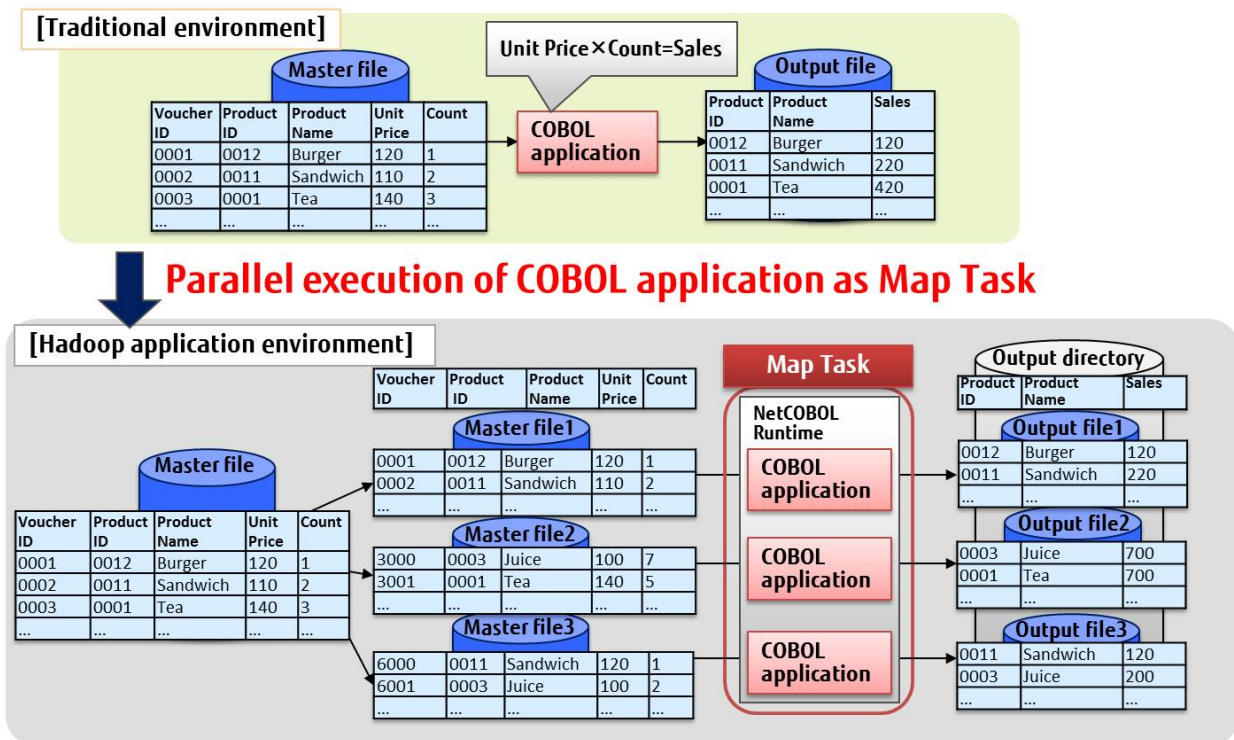 [Traditional environment]
Unit Price×Count=Sales
Master file
Voucher ID Product ID Product Name Unit Price Count
0001 0012 Burger 120 1
0002 0011 Sandwich 110 2
0003 0001 Tea 140 3
... ... ... ... ...
COBOL application
Output file
Product ID Product Name Sales
0012 Burger 120
0011 Sandwich 220
0001 Tea 420
... ... ...
Parallel execution of COBOL application as Map Task
[Hadoop application environment]
Master file
Voucher ID Product ID Product Name Unit Price Count
0001 0012 Burger 120 1
0002 0011 Sandwich 110 2
0003 0001 Tea 140 3
... ... ... ... ...
Voucher ID Product ID Product Name Unit Price Count
Master file1
0001 0012 Burger 120 1
0002 0011 Sandwich 110 2
... ... ... ... ...
Master file2
3000 0003 Juice 100 7
3001 0001 Tea 140 5
... ... ... ... ...
Master file3
6000 0011 Sandwich 120 1
6001 0003 Juice 100 2
... ... ... ... ...
Map Task
NetCOBOL Runtime
COBOL application
COBOL application
COBOL application
Output directory
Product ID Product Name Sales
Output file1
0012 Burger 120
0011 Sandwich 220
... ... ...
Output file2
0003 Juice 700
0001 Tea 700
... ... ...
Output file3
0011 Sandwich 120
0003 Juice 200
... ... ...